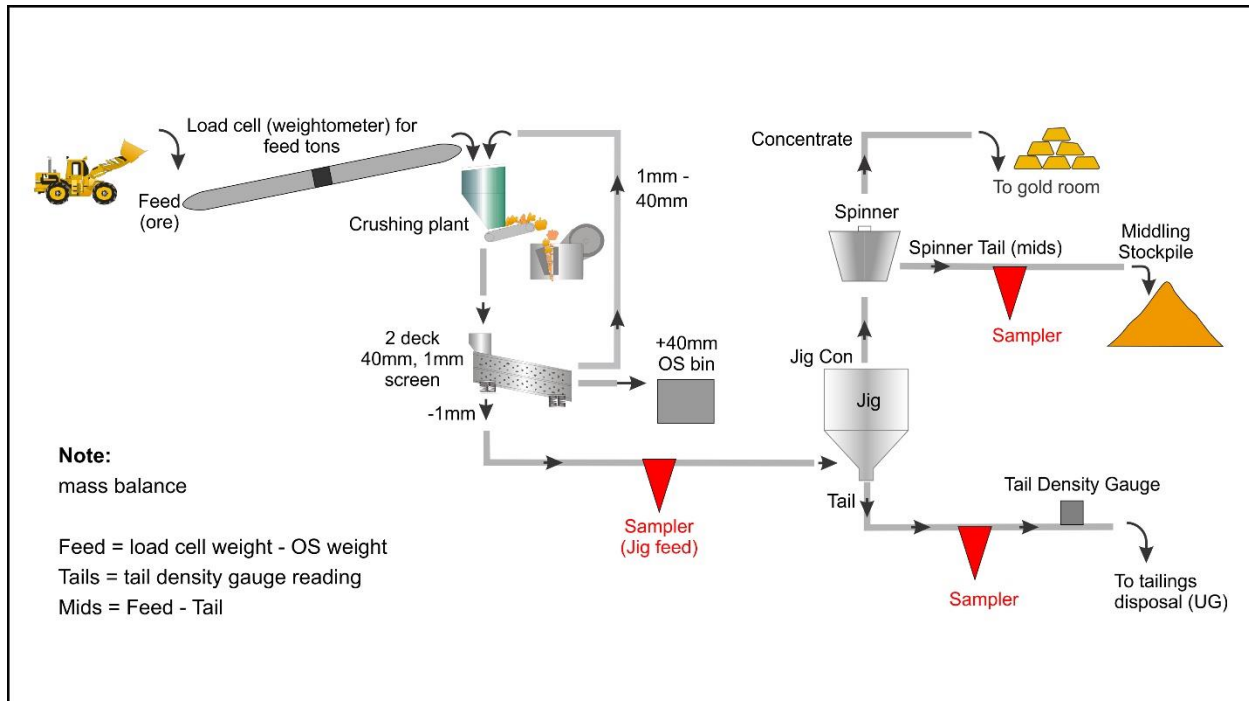 Load cell (weightometer) for
feed tons
Feed
(ore)
Crushing plant
1mm -
40mm
2 deck
40mm, 1mm
screen
-1mm
+40mm
OS bin
Sampler
(Jig feed)
Concentrate
To gold room
Spinner
Spinner Tail (mids)
Middling
Stockpile
Sampler
Jig Con
Jig
Tail
Tail Density Gauge
Sampler
To tailings
disposal (UG)
Note:
mass balance
Feed = load cell weight - OS weight
Tails = tail density gauge reading
Mids = Feed - Tail